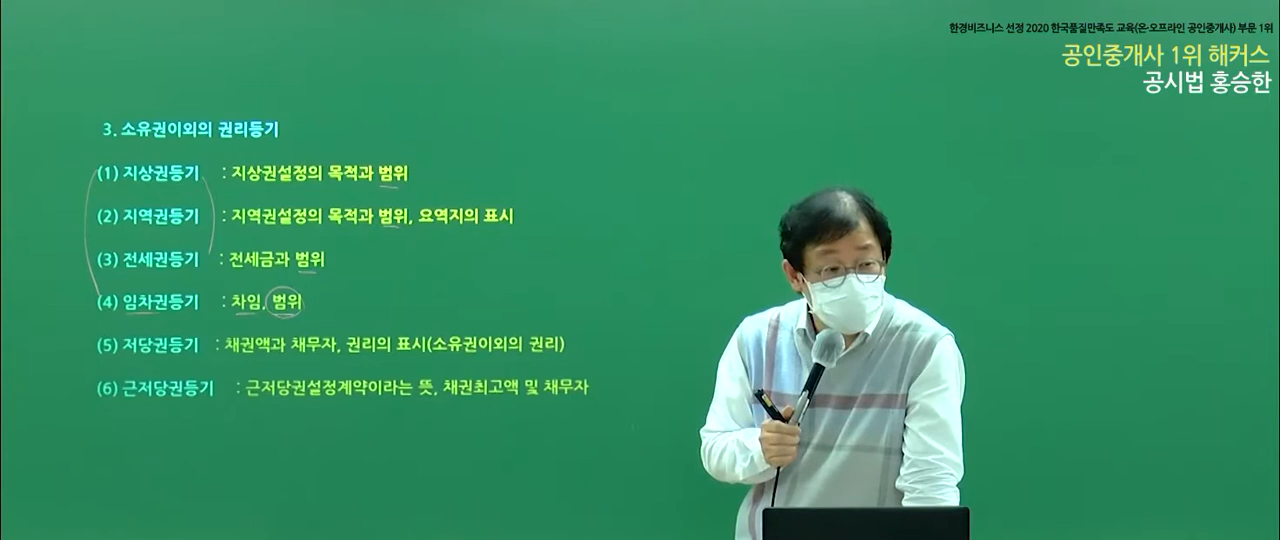 한경비즈니스 선정 2020 한국품질만족도 교육(온·오프라인 공인중개사) 부문 1위
공인중개사 1위 해커스
공시법 홍승한
3. 소유권이외의 권리등기
(1) 지상권등기 : 지상권설정의 목적과 범위
(2) 지역권등기 : 지역권설정의 목적과 범위, 요역지의 표시
(3) 전세권등기 : 전세금과 범위
(4) 임차권등기 : 차임, 범위
(5) 저당권등기 : 채권액과 채무자, 권리의 표시(소유권이외의 권리)
(6) 근저당권등기 : 근저당권설정계약이라는 뜻, 채권최고액 및 채무자